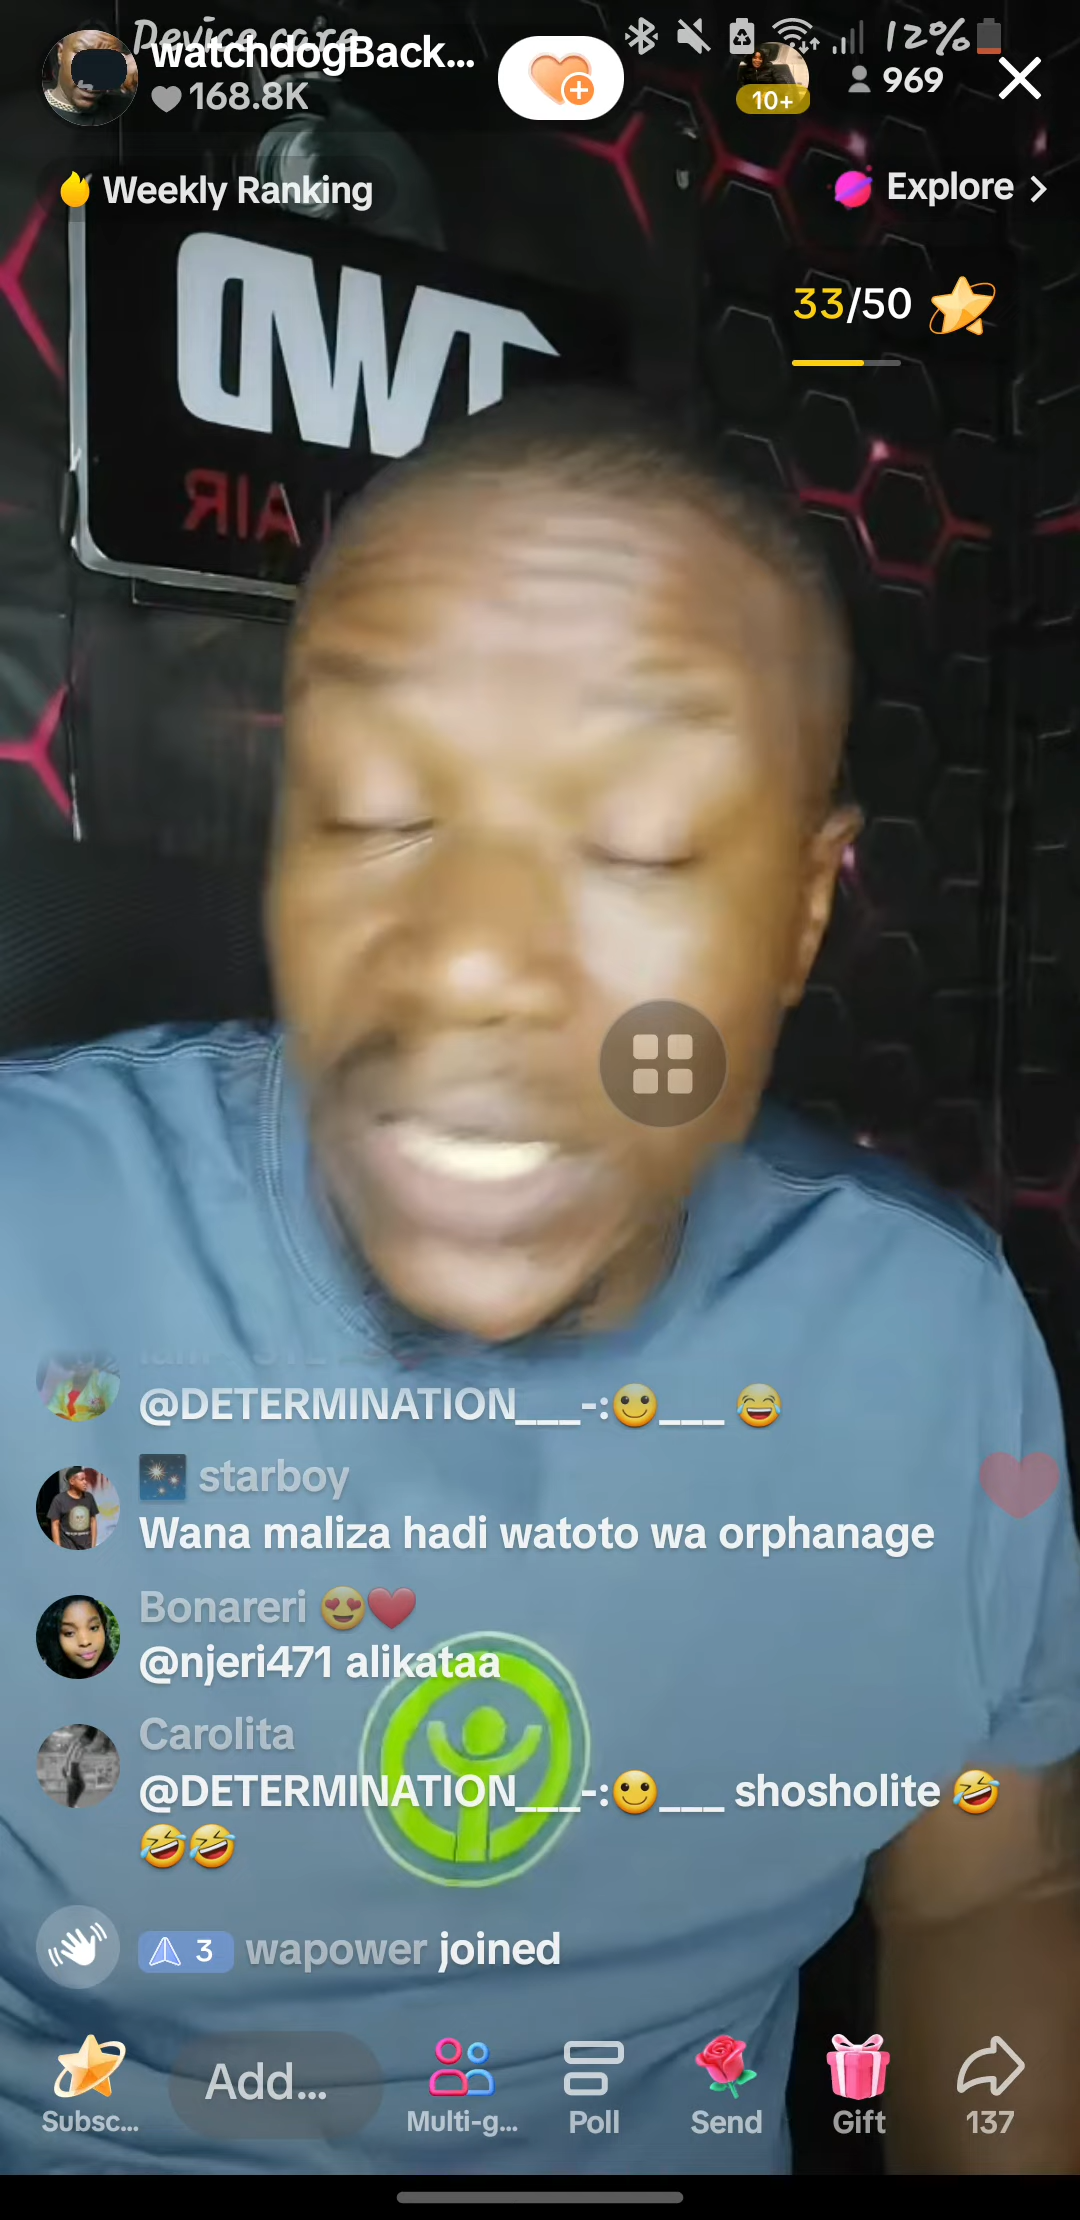 Device care
12%
watchdogBack...
168.8K
10+
969
Weekly Ranking
Explore
33/50
TWD
AIR
@DETERMINATION___-:🙂___ 😂
starboy
Wana maliza hadi watoto wa orphanage
Bonareri 😍❤️
@njeri471 alikataa
Carolita
@DETERMINATION___-:🙂___ shosholite 🤣
🤣🤣
3 wapower joined
Add...
Subsc...
Multi-g...
Poll
Send
Gift
137